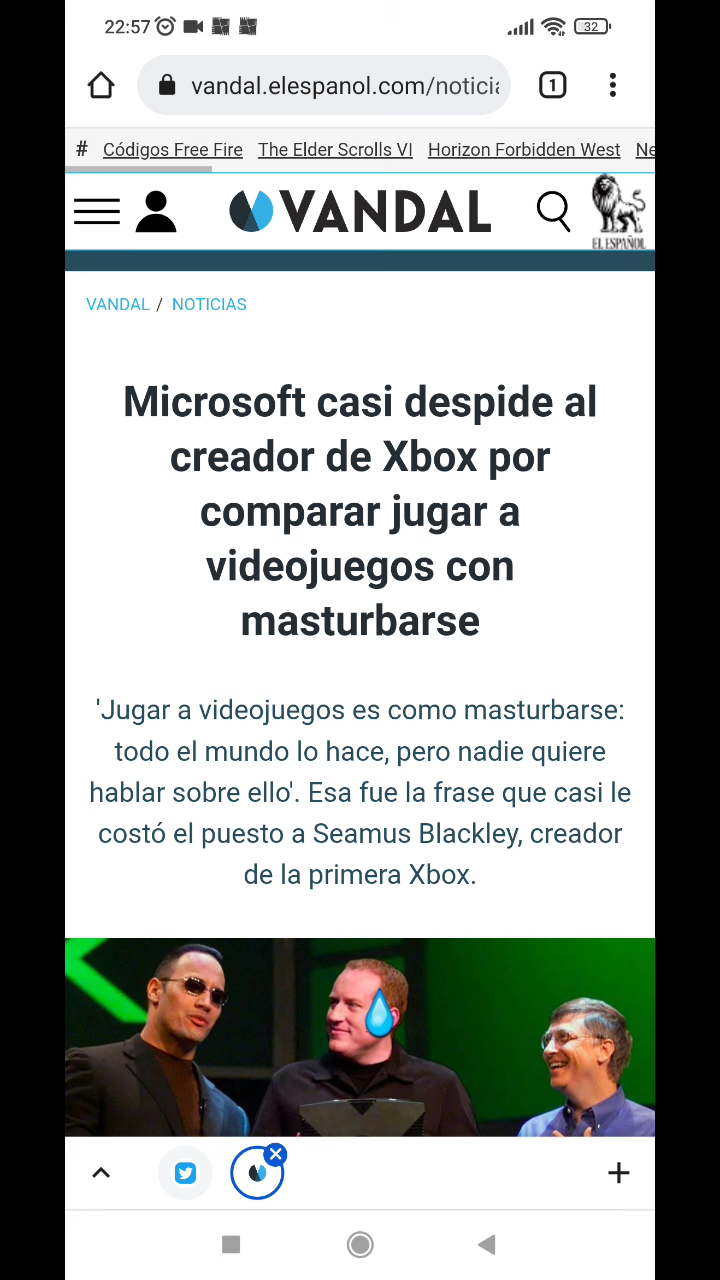 22:57
32
vandal.elespanol.com/noticia
1
# Códigos Free Fire The Elder Scrolls VI Horizon Forbidden West Ne
VANDAL
EL ESPAÑOL
VANDAL / NOTICIAS
Microsoft casi despide al
creador de Xbox por
comparar jugar a
videojuegos con
masturbarse
'Jugar a videojuegos es como masturbarse:
todo el mundo lo hace, pero nadie quiere
hablar sobre ello'. Esa fue la frase que casi le
costó el puesto a Seamus Blackley, creador
de la primera Xbox.